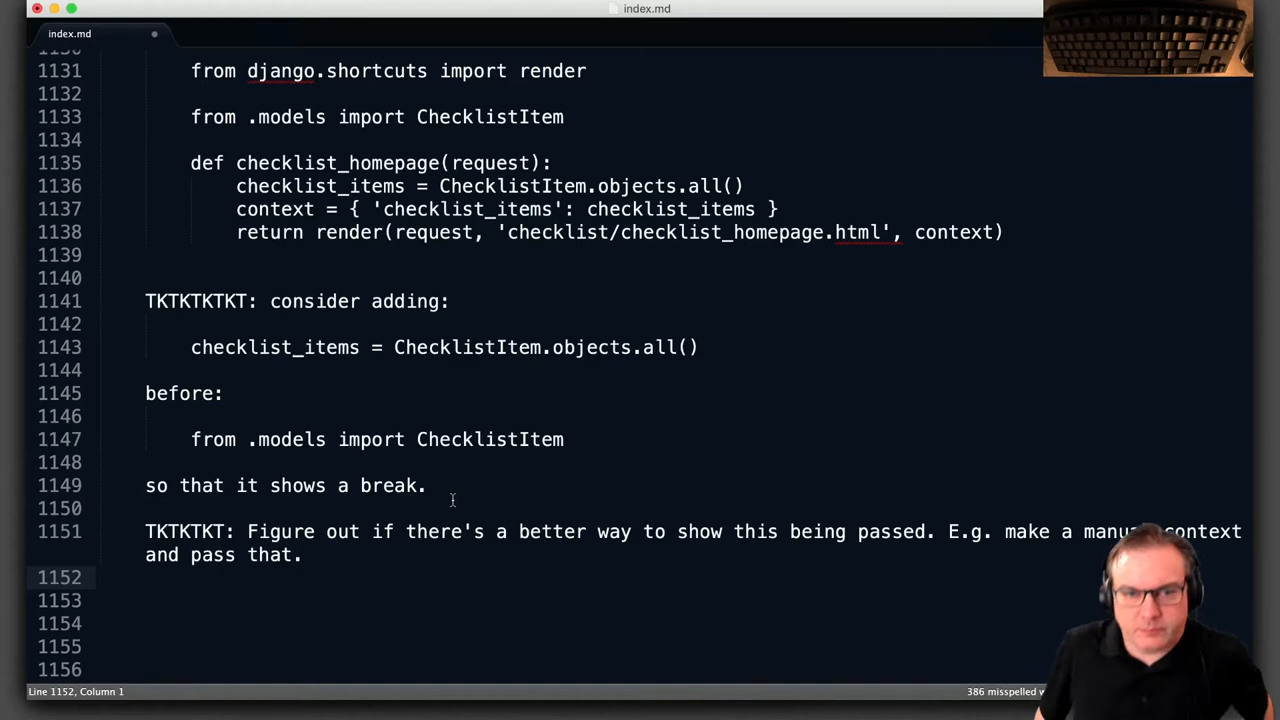 index.md
index.md
1131 from django.shortcuts import render
1132
1133 from .models import ChecklistItem
1134
1135 def checklist_homepage(request):
1136 checklist_items = ChecklistItem.objects.all()
1137 context = { 'checklist_items': checklist_items }
1138 return render(request, 'checklist/checklist_homepage.html', context)
1139
1140
1141 TKTKTKTKT: consider adding:
1142
1143 checklist_items = ChecklistItem.objects.all()
1144
1145 before:
1146
1147 from .models import ChecklistItem
1148
1149 so that it shows a break.
1150
1151 TKTKTKT: Figure out if there's a better way to show this being passed. E.g. make a manual context
and pass that.
1152
1153
1154
1155
1156
Line 1152, Column 1
386 misspelled